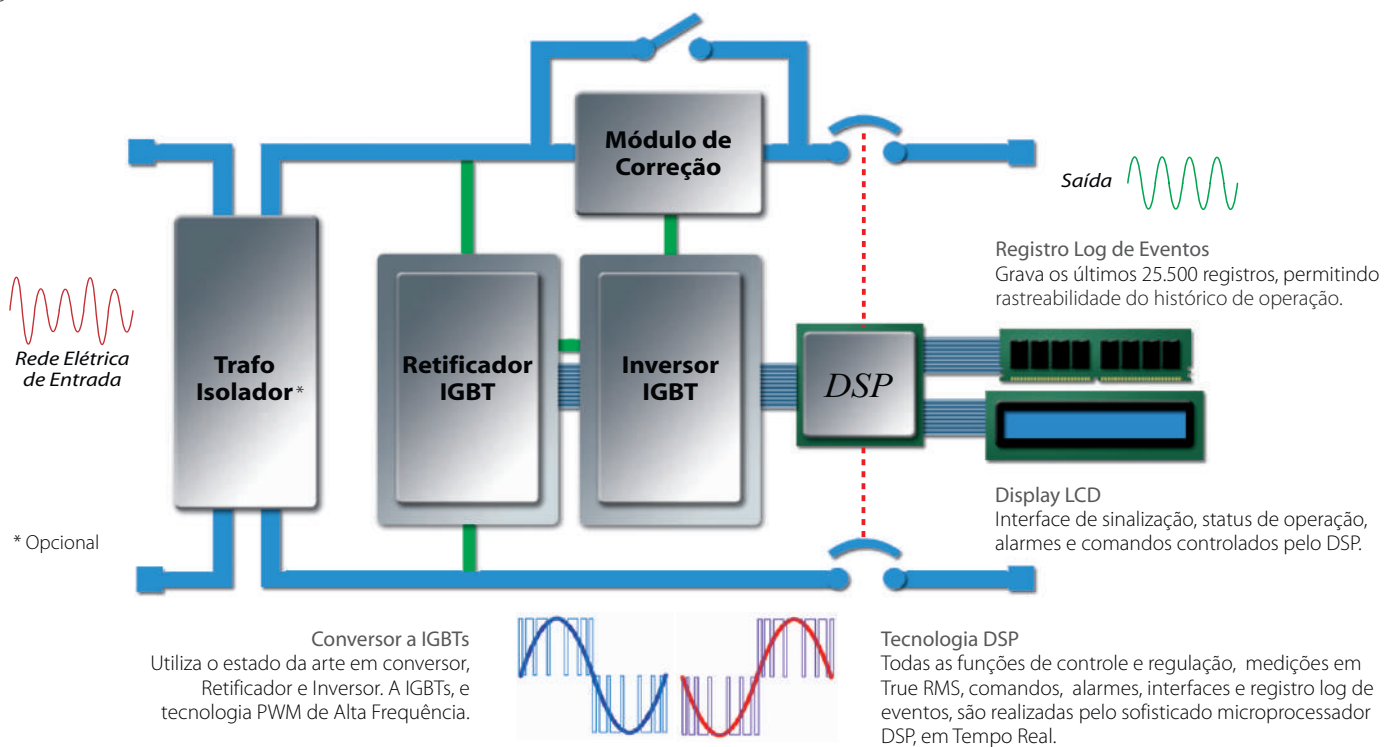 Módulo de
Correção
Saída
Registro Log de Eventos
Grava os últimos 25.500 registros, permitindo
rastreabilidade do histórico de operação.
Rede Elétrica
de Entrada
Trafo
Isolador*
Retificador
IGBT
Inversor
IGBT
DSP
Display LCD
Interface de sinalização, status de operação,
alarmes e comandos controlados pelo DSP.
* Opcional
Conversor a IGBTs
Utiliza o estado da arte em conversor,
Retificador e Inversor. A IGBTs, e
tecnologia PWM de Alta Frequência.
Tecnologia DSP
Todas as funções de controle e regulação, medições em
True RMS, comandos, alarmes, interfaces e registro log de
eventos, são realizadas pelo sofisticado microprocessador
DSP, em Tempo Real.